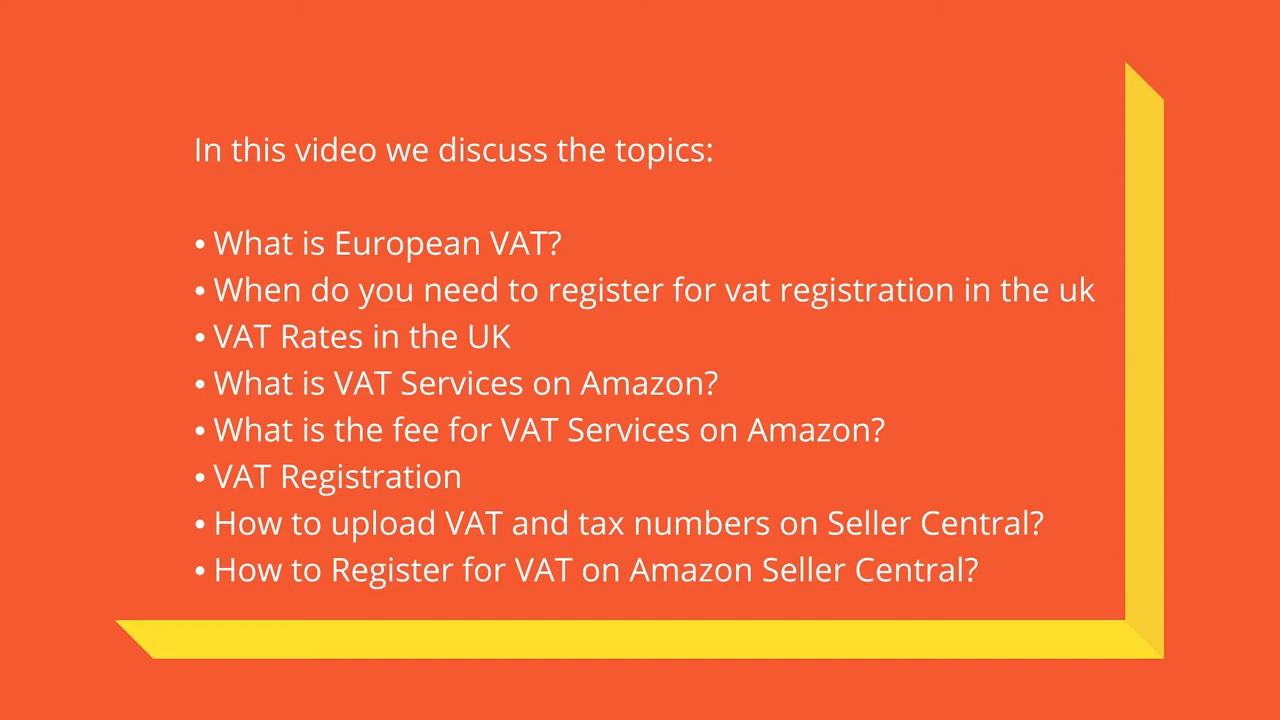 In this video we discuss the topics:
• What is European VAT?
• When do you need to register for vat registration in the uk
• VAT Rates in the UK
• What is VAT Services on Amazon?
• What is the fee for VAT Services on Amazon?
• VAT Registration
• How to upload VAT and tax numbers on Seller Central?
• How to Register for VAT on Amazon Seller Central?